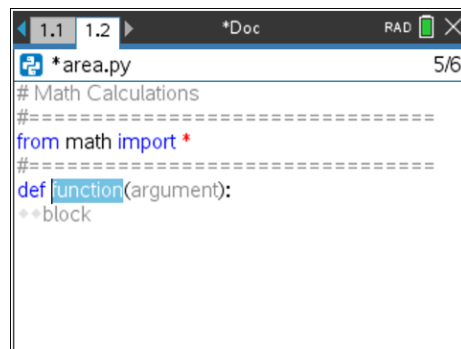 1.1 1.2 *Doc RAD
*area.py 5/6
# Math Calculations
#================================
from math import *
#================================
def function(argument):
◆◆block